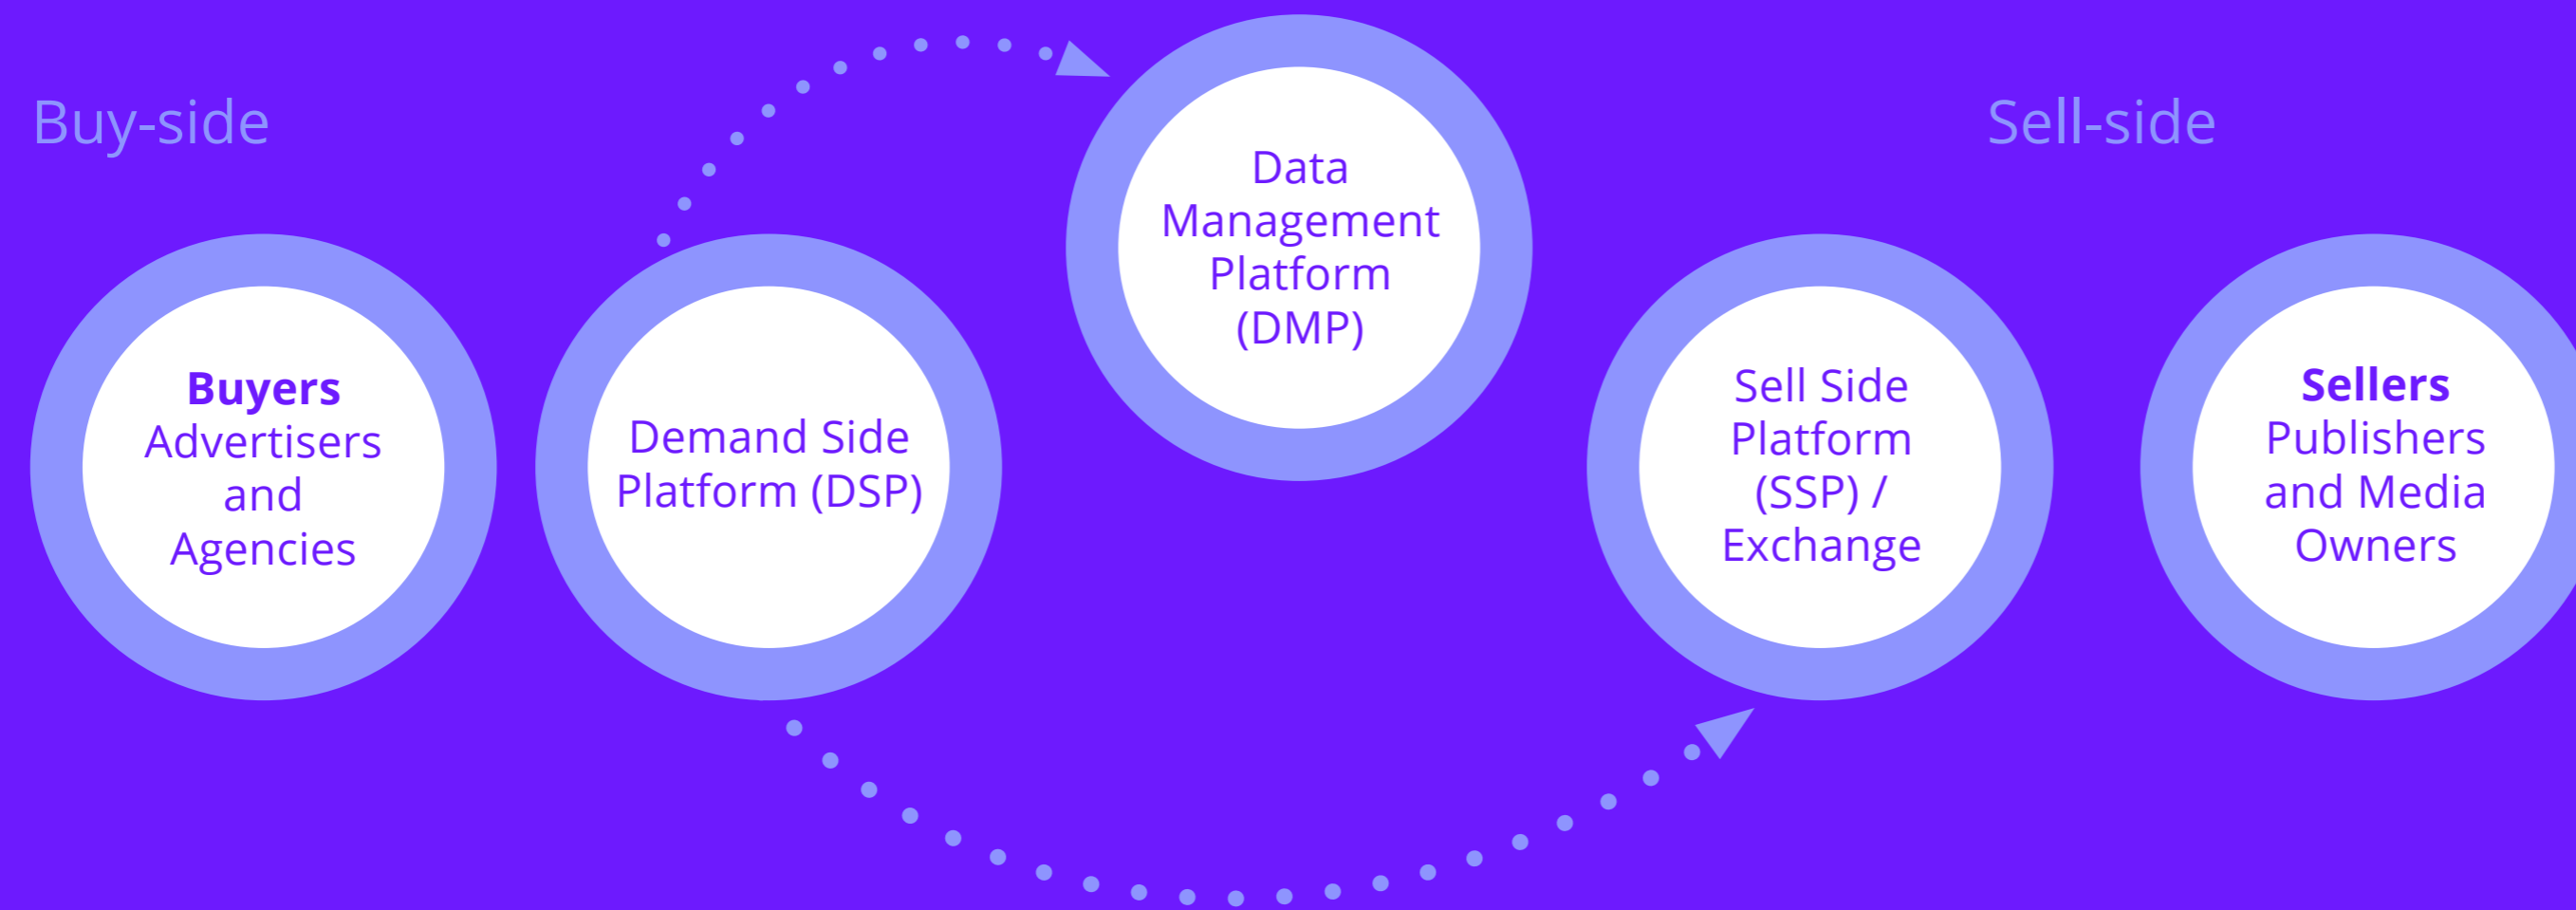 Buy-side
Sell-side
Buyers
Advertisers
and
Agencies
Demand Side
Platform (DSP)
Data
Management
Platform
(DMP)
Sell Side
Platform
(SSP) /
Exchange
Sellers
Publishers
and Media
Owners